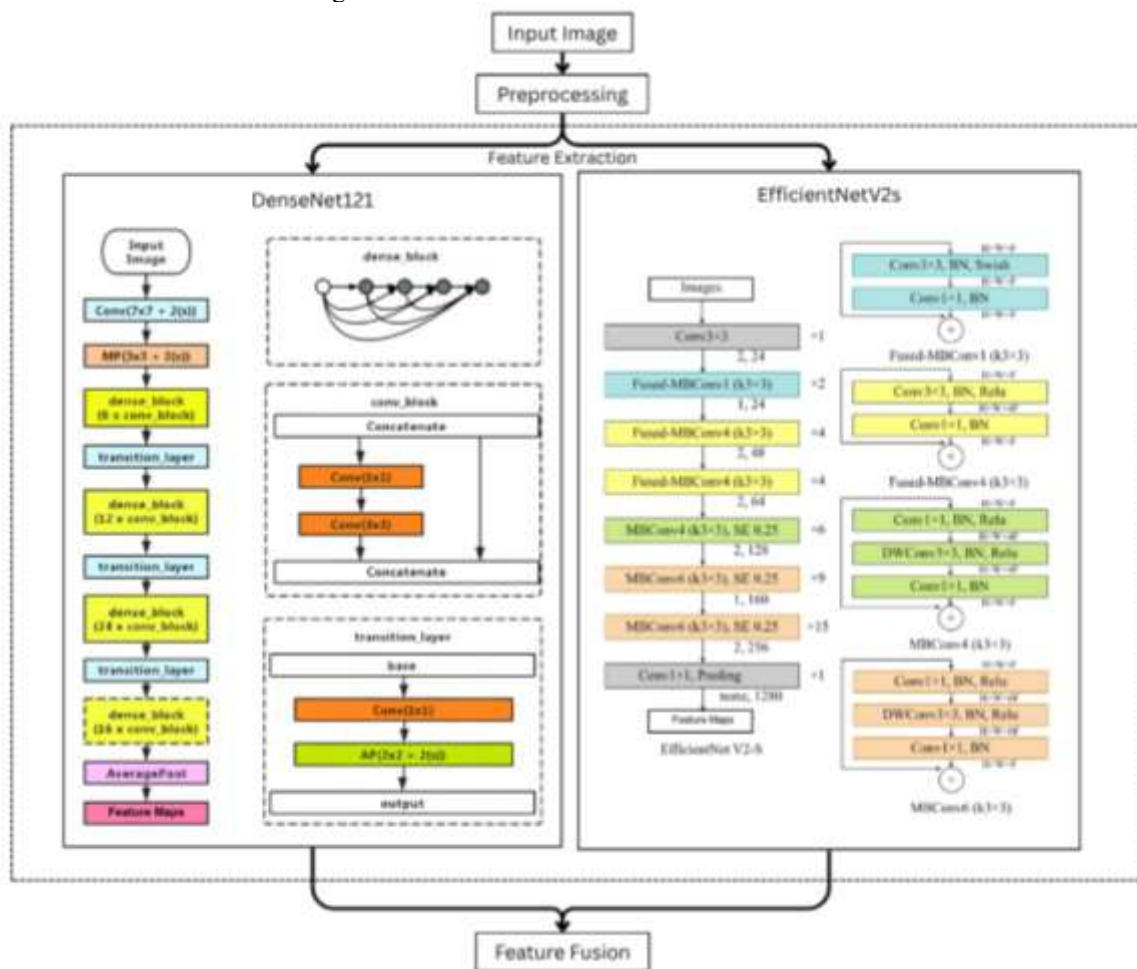 Input Image
Preprocessing
Feature Extraction
DenseNet121
Input
Image
Conv(7x7 + 2(s))
MP(3x3 + 2(s))
dense_block
(6 x conv_block)
transition_layer
dense_block
(12 x conv_block)
transition_layer
dense_block
(24 x conv_block)
transition_layer
dense_block
(16 x conv_block)
AveragePool
Feature Maps
dense_block
conv_block
Concatenate
Conv(1x1)
Conv(3x3)
Concatenate
transition_layer
base
Conv(1x1)
AP(2x2 + 2(s))
output
EfficientNetV2s
Images
Conv3×3
×1
2, 24
Fused-MBConv1 (k3×3)
×2
1, 24
Fused-MBConv4 (k3×3)
×4
2, 48
Fused-MBConv4 (k3×3)
×4
2, 64
MBConv4 (k3×3), SE 0.25
×6
2, 128
MBConv6 (k3×3), SE 0.25
×9
1, 160
MBConv6 (k3×3), SE 0.25
×15
2, 256
Conv1×1, Pooling
×1
none, 1280
Feature Maps
EfficientNet V2-S
Conv3×3, BN, Swish
Conv1×1, BN
+
Fused-MBConv1 (k3×3)
Conv3×3, BN, Relu
Conv1×1, BN
+
Fused-MBConv4 (k3×3)
Conv1×1, BN, Relu
DWConv3×3, BN, Relu
Conv1×1, BN
+
MBConv4 (k3×3)
Conv1×1, BN, Relu
DWConv3×3, BN, Relu
Conv1×1, BN
+
MBConv6 (k3×3)
Feature Fusion